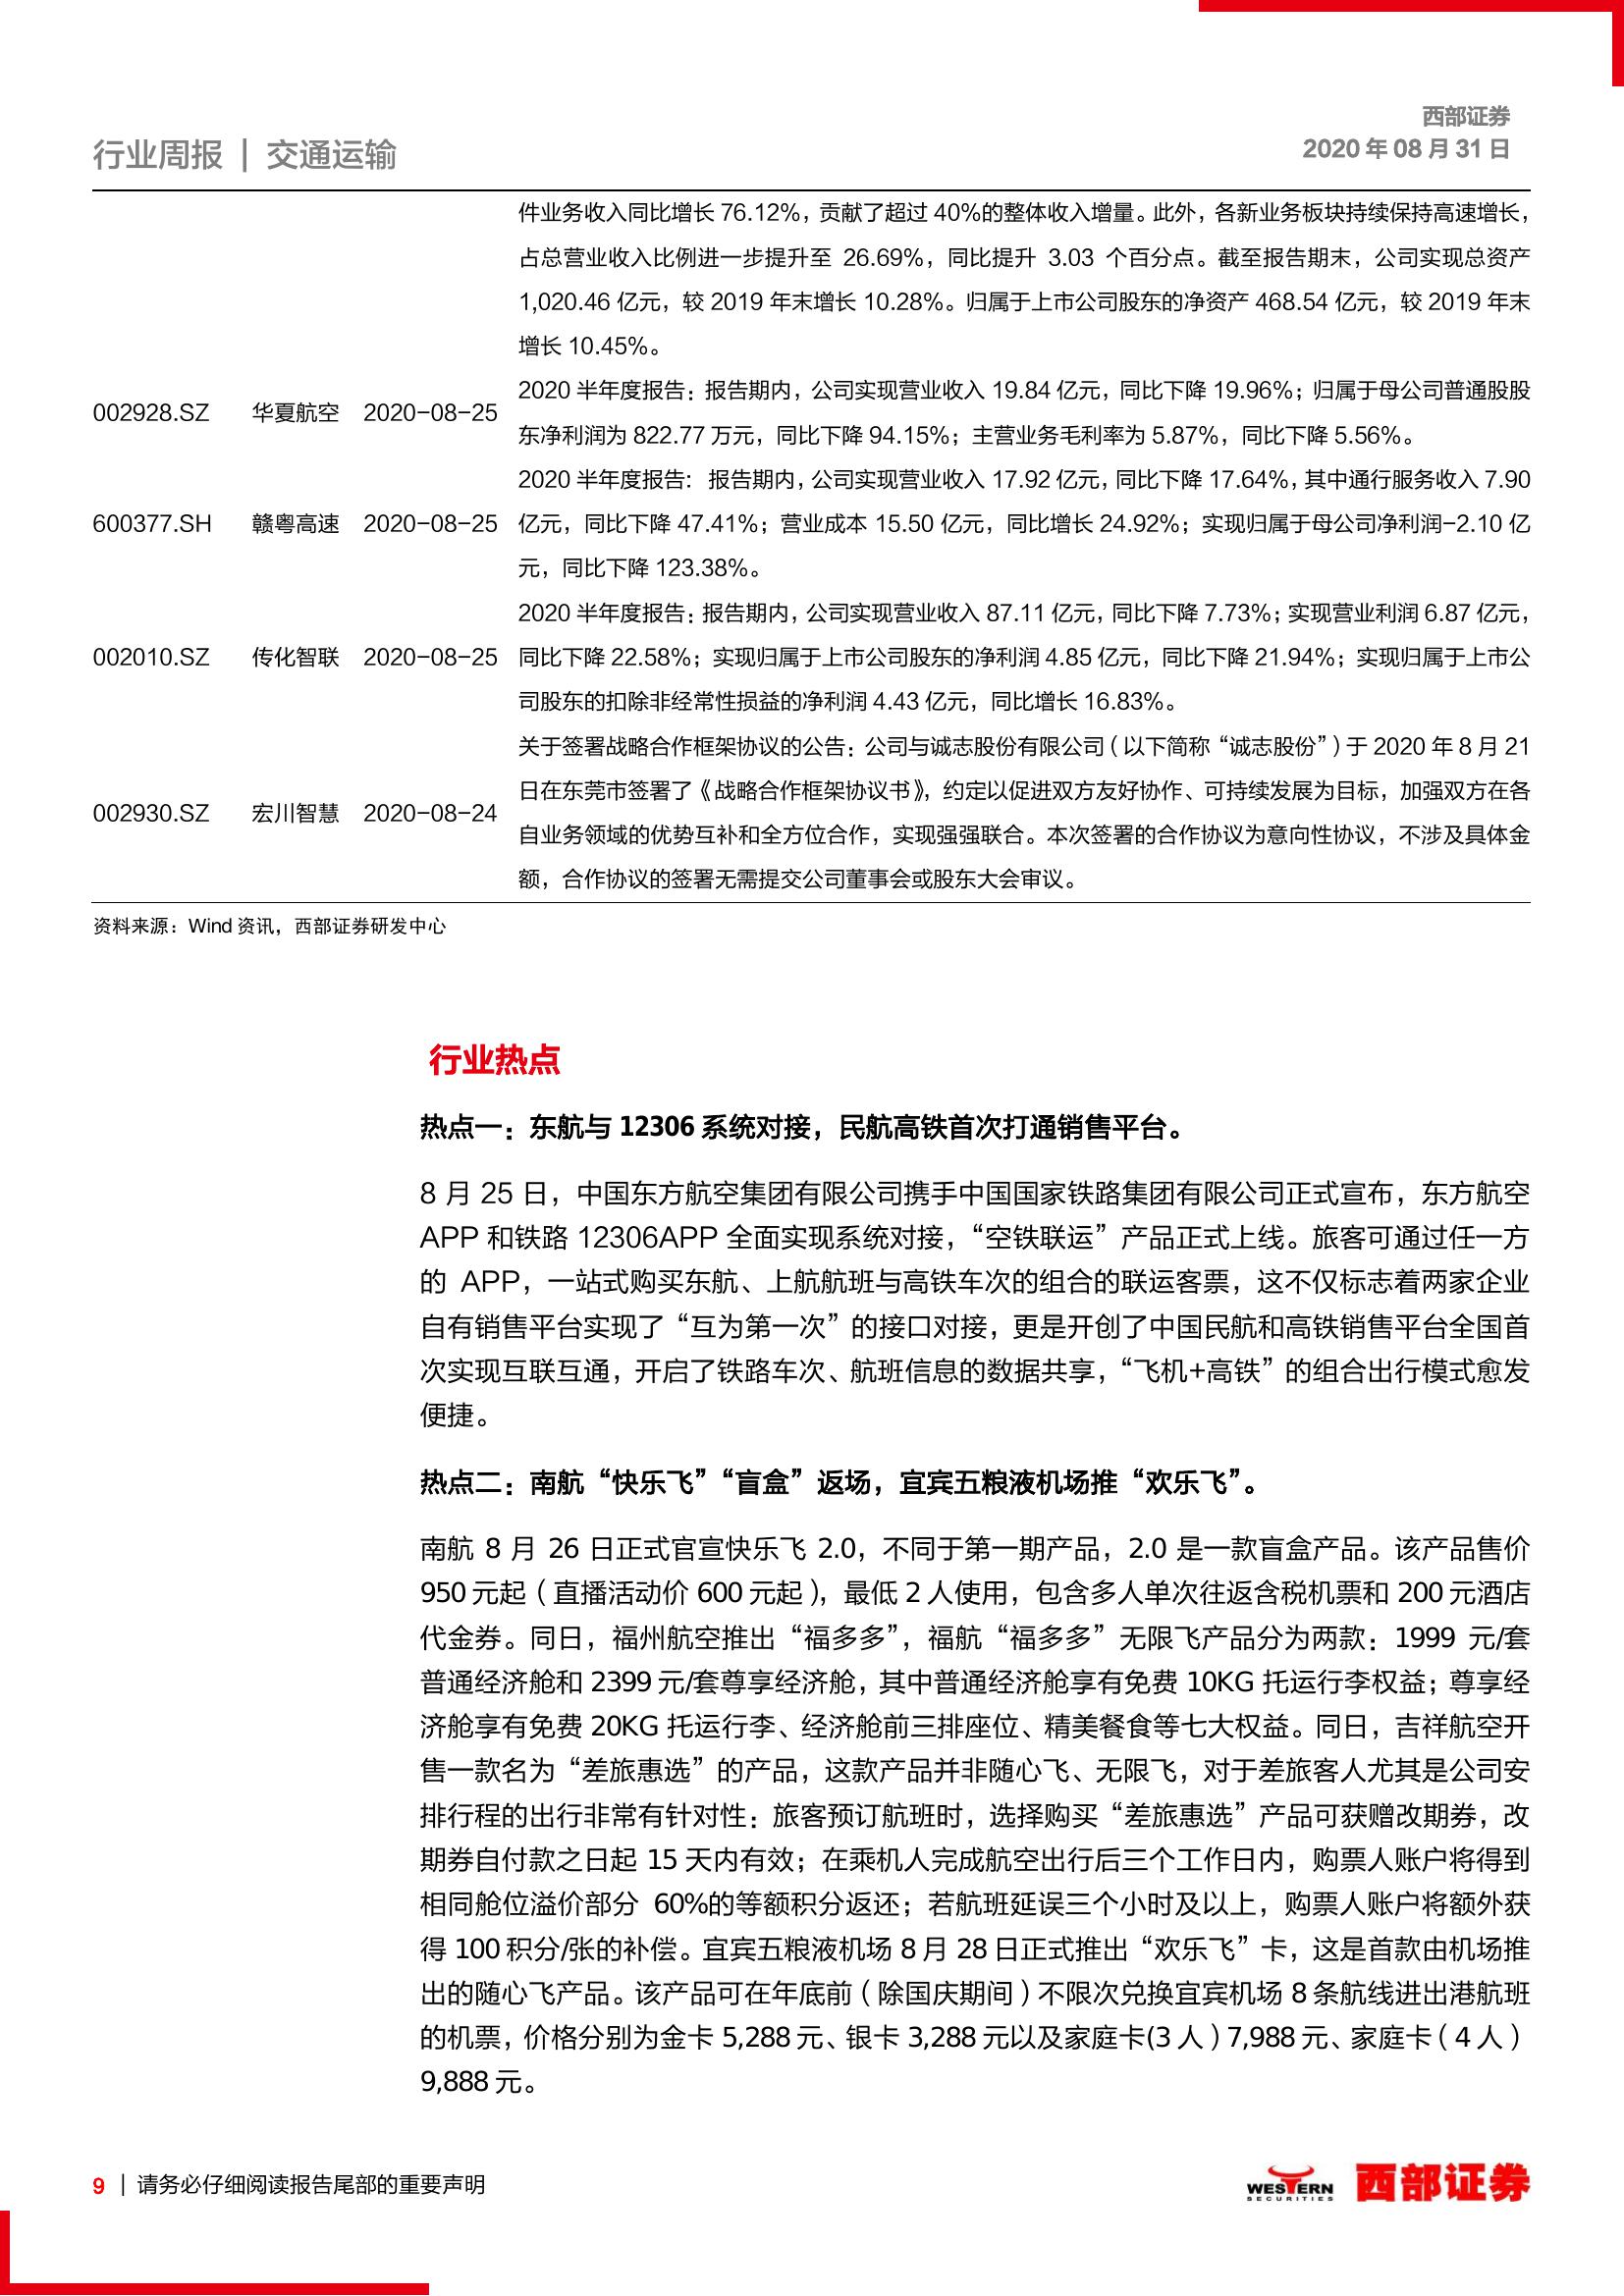 西部证券
行业周报 | 交通运输
2020 年 08 月 31 日
件业务收入同比增长 76.12%，贡献了超过 40%的整体收入增量。此外，各新业务板块持续保持高速增长，
占总营业收入比例进一步提升至 26.69%，同比提升 3.03 个百分点。截至报告期末，公司实现总资产
1,020.46 亿元，较 2019 年末增长 10.28%。归属于上市公司股东的净资产 468.54 亿元，较 2019 年末
增长 10.45%。
2020 半年度报告：报告期内，公司实现营业收入 19.84 亿元，同比下降 19.96%；归属于母公司普通股股
002928.SZ 华夏航空 2020-08-25
东净利润为 822.77 万元，同比下降 94.15%；主营业务毛利率为 5.87%，同比下降 5.56%。
2020 半年度报告： 报告期内，公司实现营业收入 17.92 亿元，同比下降 17.64%，其中通行服务收入 7.90
600377.SH 赣粤高速 2020-08-25 亿元，同比下降 47.41%；营业成本 15.50 亿元，同比增长 24.92%；实现归属于母公司净利润-2.10 亿
元，同比下降 123.38%。
2020 半年度报告：报告期内，公司实现营业收入 87.11 亿元，同比下降 7.73%；实现营业利润 6.87 亿元，
002010.SZ 传化智联 2020-08-25 同比下降 22.58%；实现归属于上市公司股东的净利润 4.85 亿元，同比下降 21.94%；实现归属于上市公
司股东的扣除非经常性损益的净利润 4.43 亿元，同比增长 16.83%。
关于签署战略合作框架协议的公告：公司与诚志股份有限公司（以下简称“诚志股份”）于 2020 年 8 月 21
日在东莞市签署了《战略合作框架协议书》，约定以促进双方友好协作、可持续发展为目标，加强双方在各
002930.SZ 宏川智慧 2020-08-24
自业务领域的优势互补和全方位合作，实现强强联合。本次签署的合作协议为意向性协议，不涉及具体金
额，合作协议的签署无需提交公司董事会或股东大会审议。
资料来源：Wind 资讯，西部证券研发中心
行业热点
热点一：东航与 12306 系统对接，民航高铁首次打通销售平台。
8 月 25 日，中国东方航空集团有限公司携手中国国家铁路集团有限公司正式宣布，东方航空
APP 和铁路 12306APP 全面实现系统对接，“空铁联运”产品正式上线。旅客可通过任一方
的 APP，一站式购买东航、上航航班与高铁车次的组合的联运客票，这不仅标志着两家企业
自有销售平台实现了“互为第一次”的接口对接，更是开创了中国民航和高铁销售平台全国首
次实现互联互通，开启了铁路车次、航班信息的数据共享，“飞机+高铁”的组合出行模式愈发
便捷。
热点二：南航“快乐飞”“盲盒”返场，宜宾五粮液机场推“欢乐飞”。
南航 8 月 26 日正式官宣快乐飞 2.0，不同于第一期产品，2.0 是一款盲盒产品。该产品售价
950 元起（直播活动价 600 元起），最低 2 人使用，包含多人单次往返含税机票和 200 元酒店
代金券。同日，福州航空推出“福多多”，福航“福多多”无限飞产品分为两款：1999 元/套
普通经济舱和 2399 元/套尊享经济舱，其中普通经济舱享有免费 10KG 托运行李权益；尊享经
济舱享有免费 20KG 托运行李、经济舱前三排座位、精美餐食等七大权益。同日，吉祥航空开
售一款名为“差旅惠选”的产品，这款产品并非随心飞、无限飞，对于差旅客人尤其是公司安
排行程的出行非常有针对性：旅客预订航班时，选择购买“差旅惠选”产品可获赠改期券，改
期券自付款之日起 15 天内有效；在乘机人完成航空出行后三个工作日内，购票人账户将得到
相同舱位溢价部分 60%的等额积分返还；若航班延误三个小时及以上，购票人账户将额外获
得 100 积分/张的补偿。宜宾五粮液机场 8 月 28 日正式推出“欢乐飞”卡，这是首款由机场推
出的随心飞产品。该产品可在年底前（除国庆期间）不限次兑换宜宾机场 8 条航线进出港航班
的机票，价格分别为金卡 5,288 元、银卡 3,288 元以及家庭卡(3 人）7,988 元、家庭卡（4 人）
9,888 元。
9 | 请务必仔细阅读报告尾部的重要声明
WESTERN
SECURITIES
西部证券